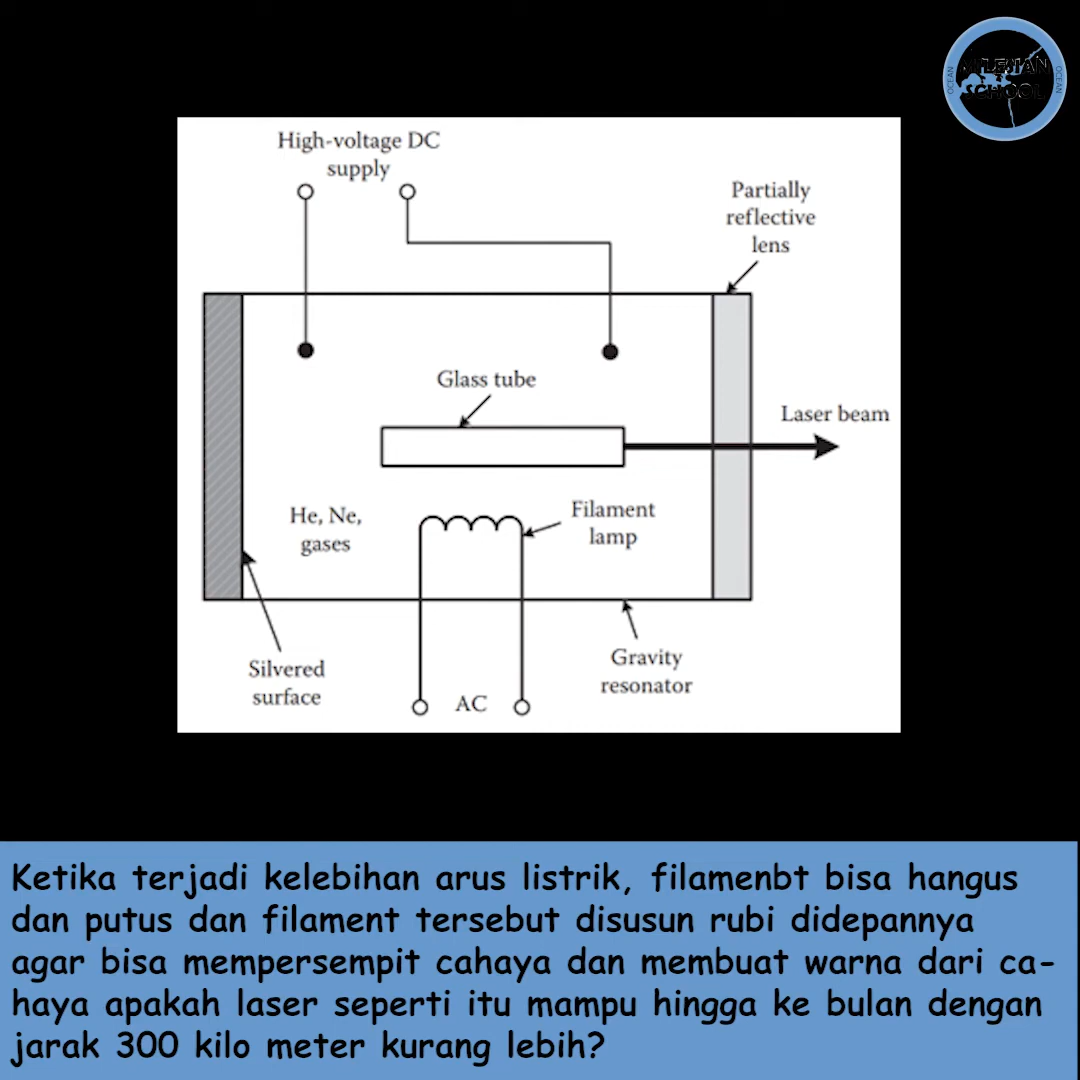 OCEAN
SCHOOL
OCEAN
High-voltage DC
supply
Partially
reflective
lens
Glass tube
Laser beam
He, Ne,
gases
Filament
lamp
Silvered
surface
AC
Gravity
resonator
Ketika terjadi kelebihan arus listrik, filamenbt bisa hangus
dan putus dan filament tersebut disusun rubi didepannya
agar bisa mempersempit cahaya dan membuat warna dari ca-
haya apakah laser seperti itu mampu hingga ke bulan dengan
jarak 300 kilo meter kurang lebih?